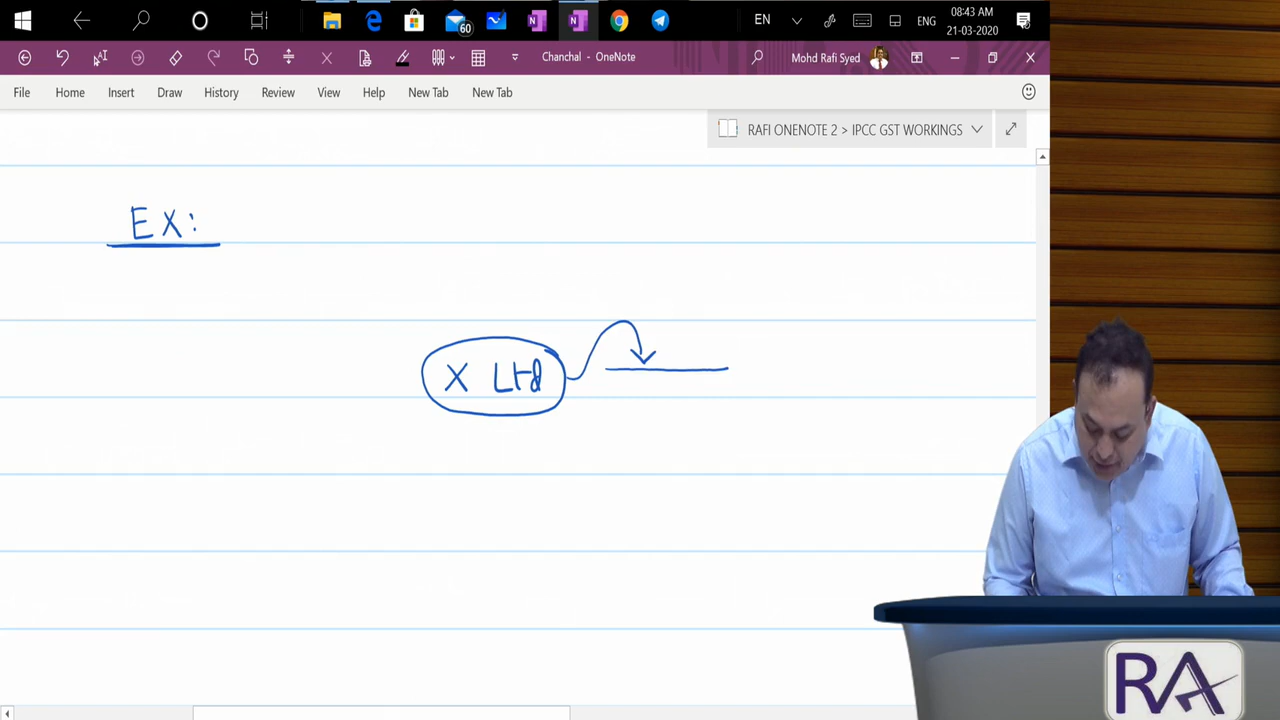 EN
ENG
08:43 AM
21-03-2020
60
Chanchal - OneNote
Mohd Rafi Syed
File Home Insert Draw History Review View Help New Tab New Tab
RAFI ONENOTE 2 > IPCC GST WORKINGS
EX:
X Ltd
RA